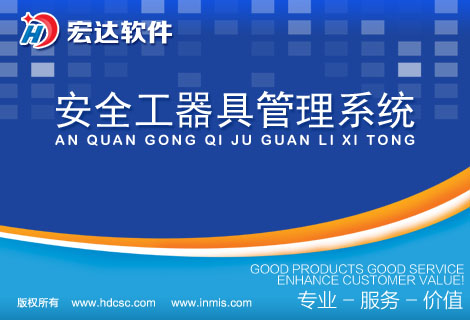 HD 宏达软件
安全工器具管理系统
AN QUAN GONG QI JU GUAN LI XI TONG
GOOD PRODUCTS GOOD SERVICE
ENHANCE CUSTOMER VALUE!
版权所有 www.hdcsc.com www.inmis.com 专业－服务－价值